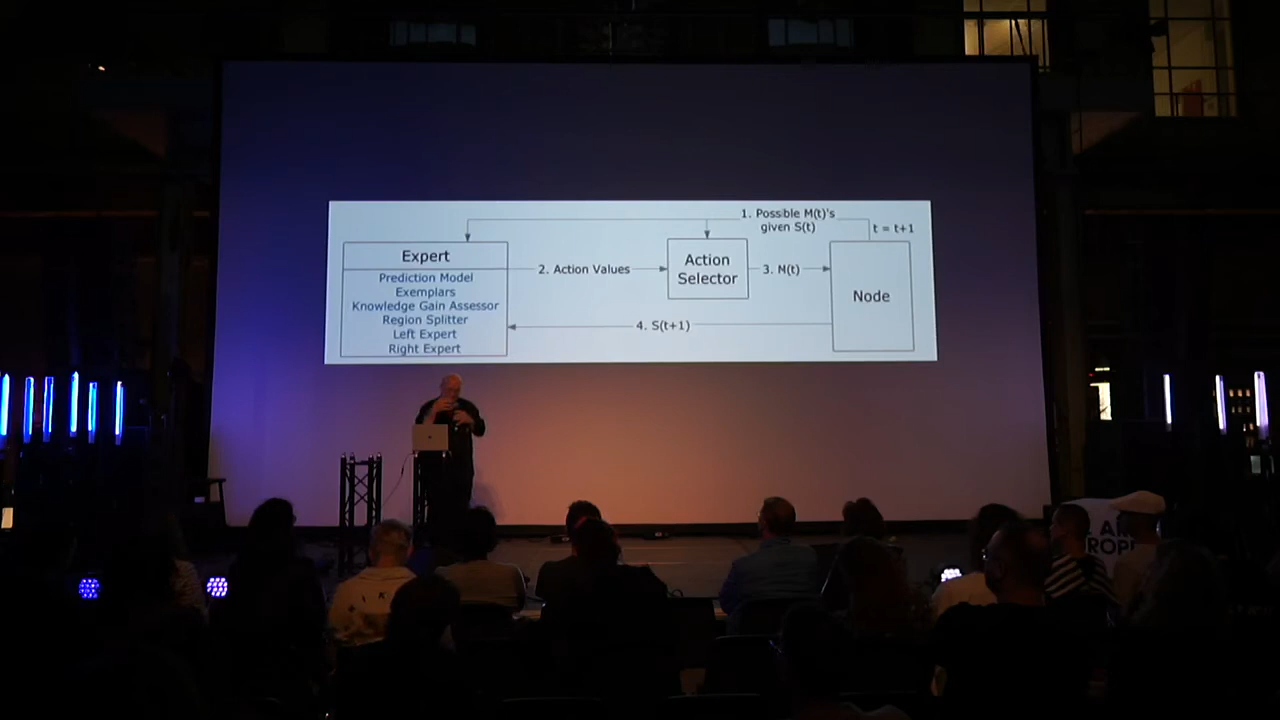 1. Possible M(t)'s
given S(t)
t = t+1
Expert
Prediction Model
Exemplars
Knowledge Gain Assessor
Region Splitter
Left Expert
Right Expert
2. Action Values
Action
Selector
3. M(t)
Node
4. S(t+1)